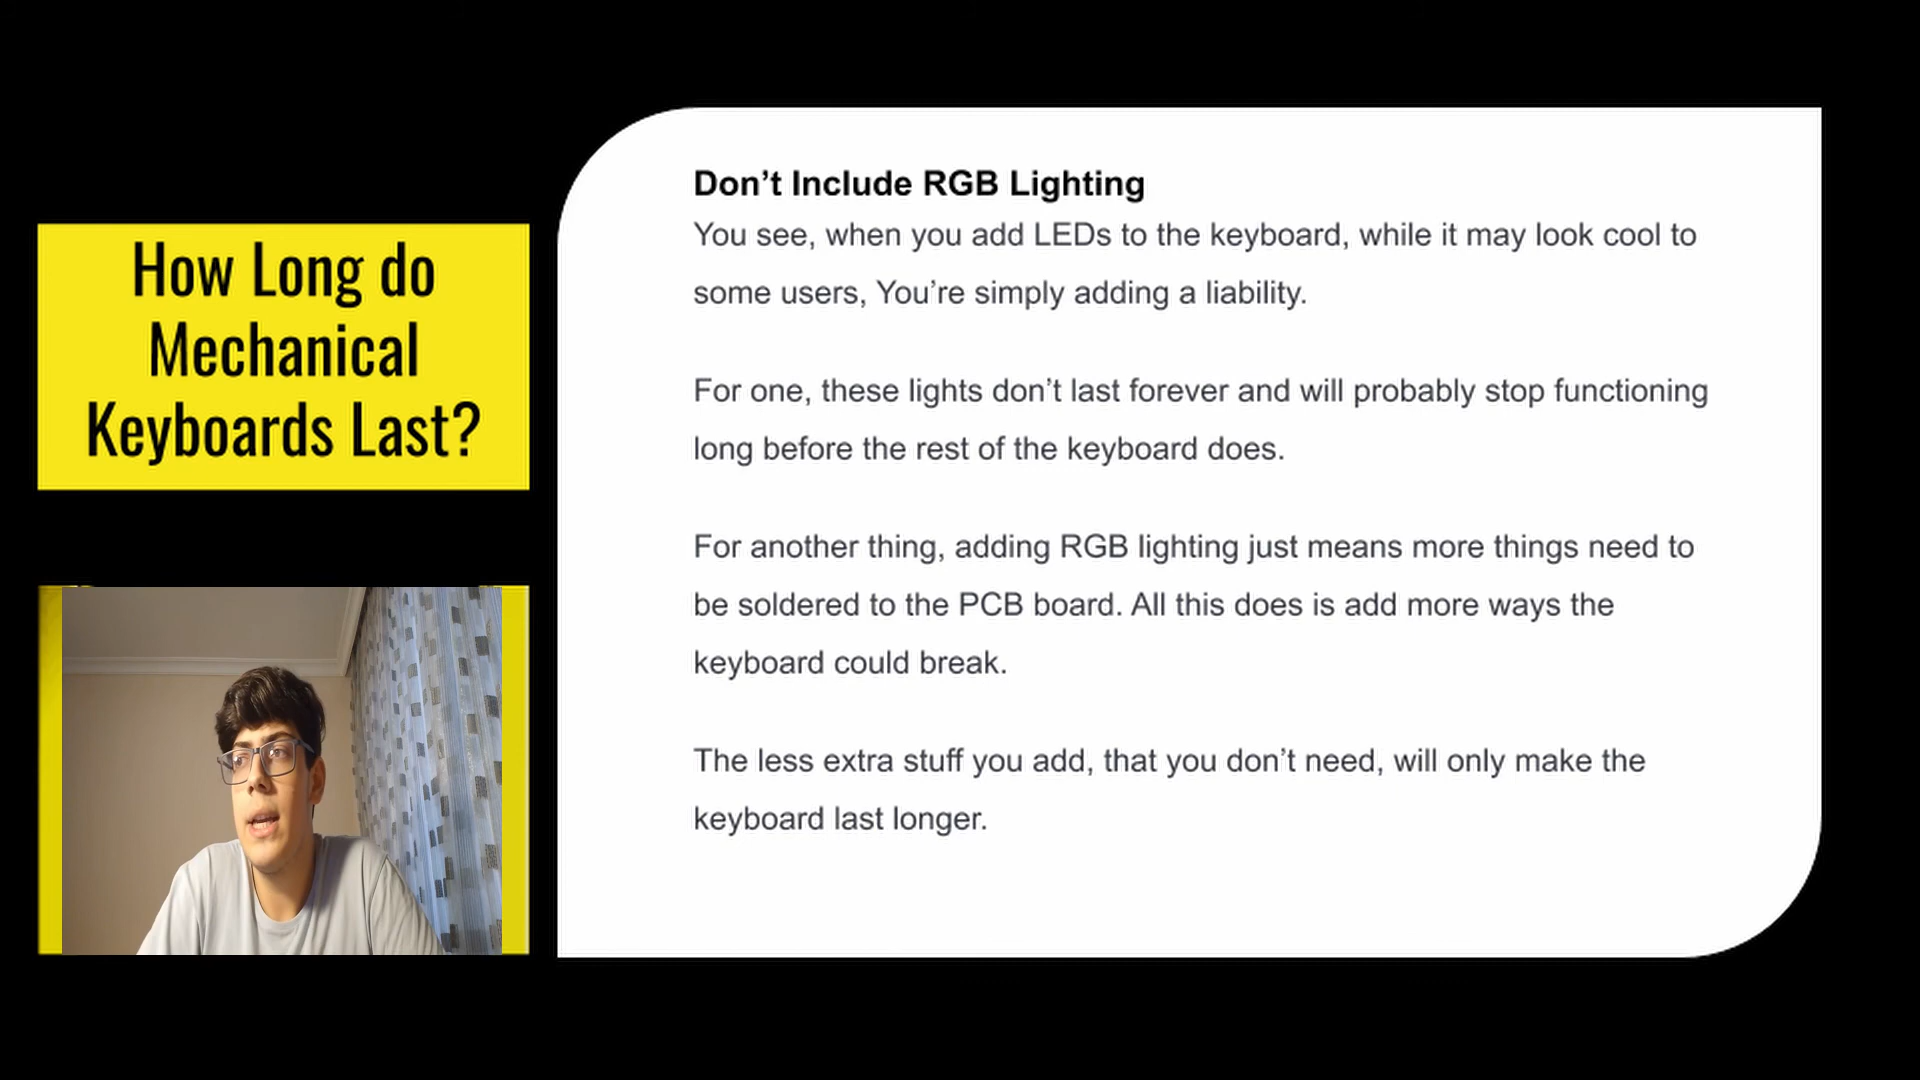 How Long do
Mechanical
Keyboards Last?
Don’t Include RGB Lighting
You see, when you add LEDs to the keyboard, while it may look cool to
some users, You’re simply adding a liability.
For one, these lights don’t last forever and will probably stop functioning
long before the rest of the keyboard does.
For another thing, adding RGB lighting just means more things need to
be soldered to the PCB board. All this does is add more ways the
keyboard could break.
The less extra stuff you add, that you don’t need, will only make the
keyboard last longer.